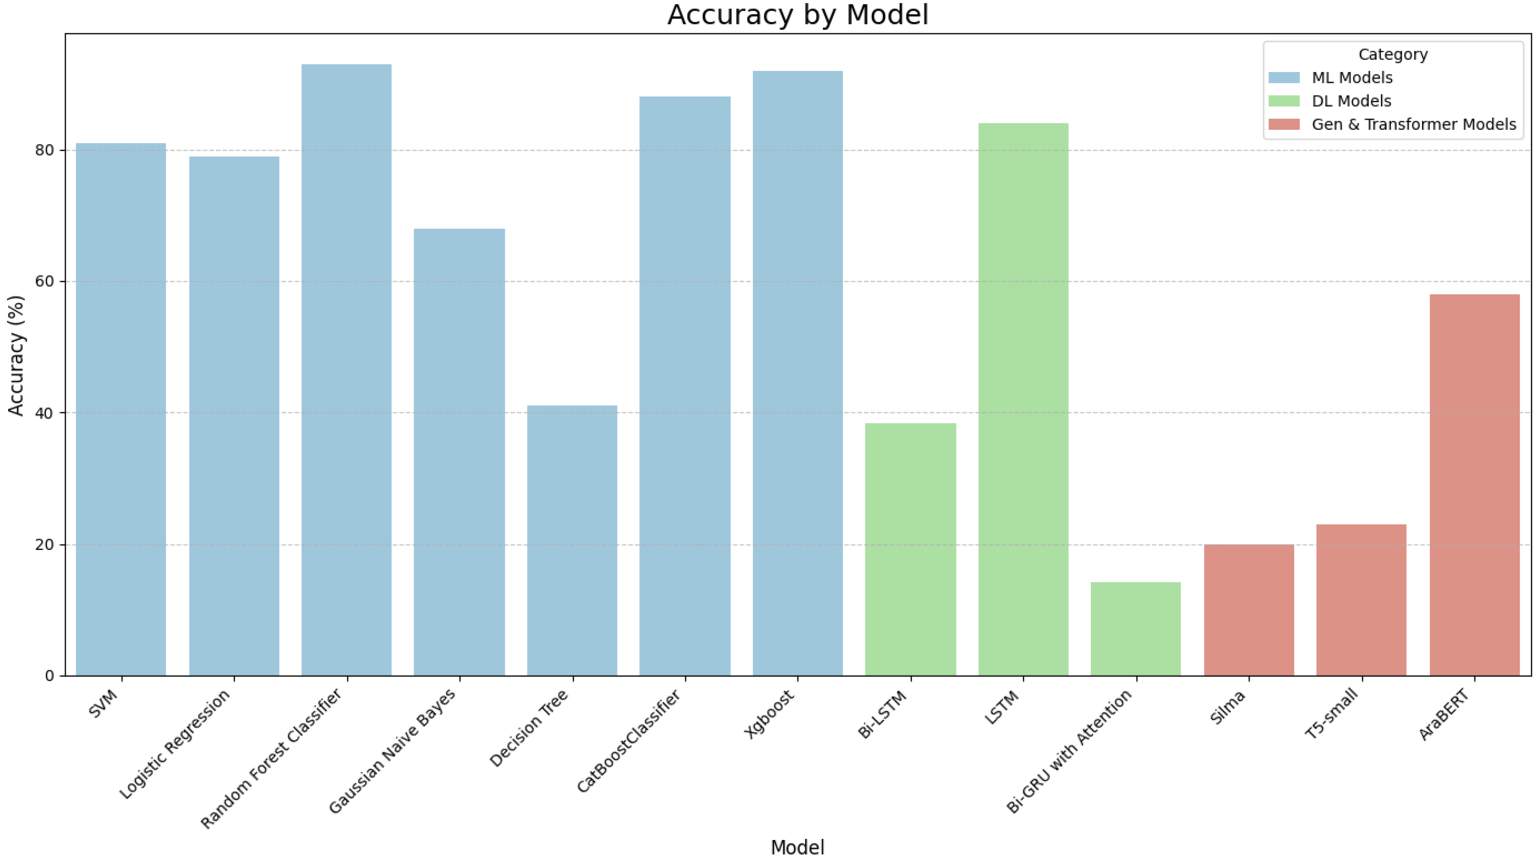 Accuracy by Model
Category
ML Models
DL Models
Gen & Transformer Models
Accuracy (%)
80
60
40
20
0
SVM
Logistic Regression
Random Forest Classifier
Gaussian Naive Bayes
Decision Tree
CatBoostClassifier
Xgboost
Bi-LSTM
LSTM
Bi-GRU with Attention
Silma
T5-small
AraBERT
Model